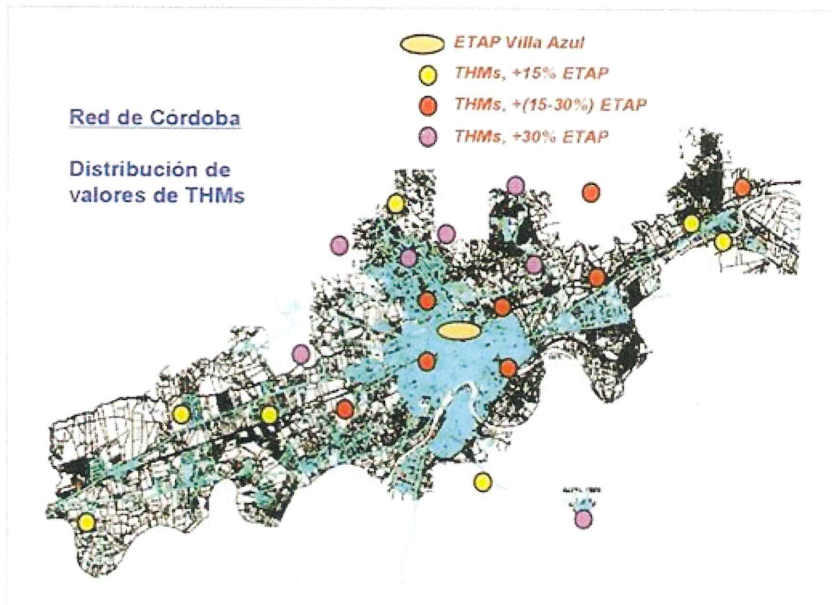 ETAP Villa Azul
THMs, +15% ETAP
THMs, +(15-30%) ETAP
THMs, +30% ETAP
Red de Córdoba
Distribución de
valores de THMs